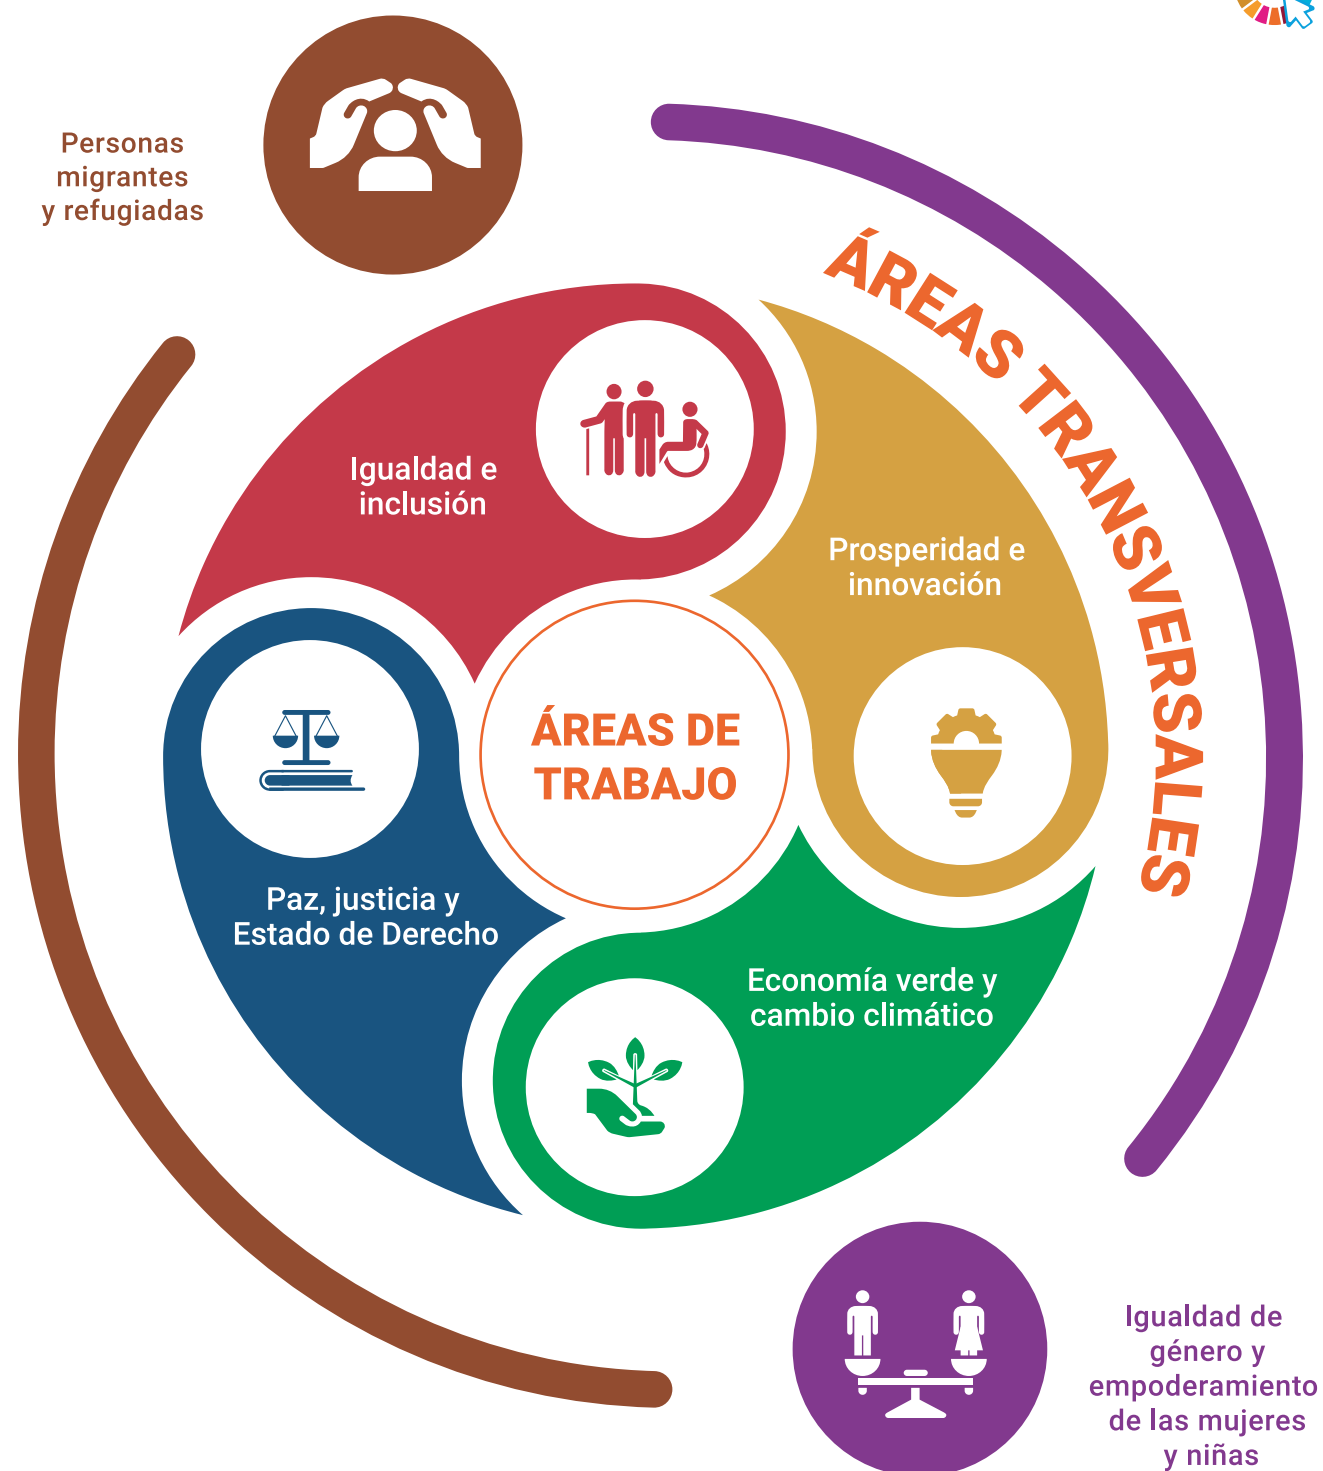 Personas
migrantes
y refugiadas
ÁREAS TRANSVERSALES
Igualdad e
inclusión
Prosperidad e
innovación
ÁREAS DE
TRABAJO
Paz, justicia y
Estado de Derecho
Economía verde y
cambio climático
Igualdad de
género y
empoderamiento
de las mujeres
y niñas